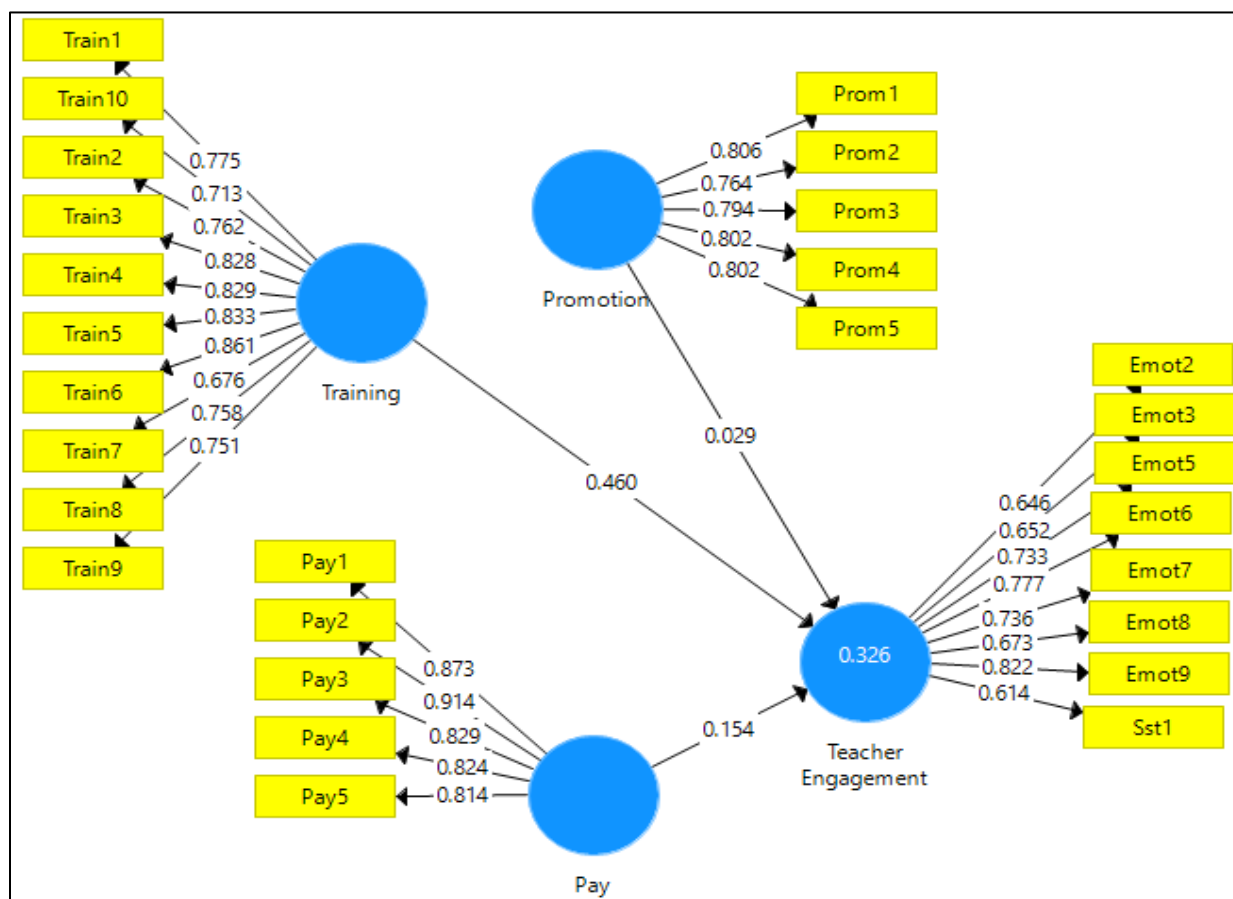 Train1
Train10
Train2
Train3
Train4
Train5
Train6
Train7
Train8
Train9
0.775
0.713
0.762
0.828
0.829
0.833
0.861
0.676
0.758
0.751
Training
Prom1
Prom2
Prom3
Prom4
Prom5
0.806
0.764
0.794
0.802
0.802
Promotion
0.460
0.029
0.154
Pay1
Pay2
Pay3
Pay4
Pay5
0.873
0.914
0.829
0.824
0.814
Pay
0.326
Teacher
Engagement
0.646
0.652
0.733
0.777
0.736
0.673
0.822
0.614
Emot2
Emot3
Emot5
Emot6
Emot7
Emot8
Emot9
Sst1